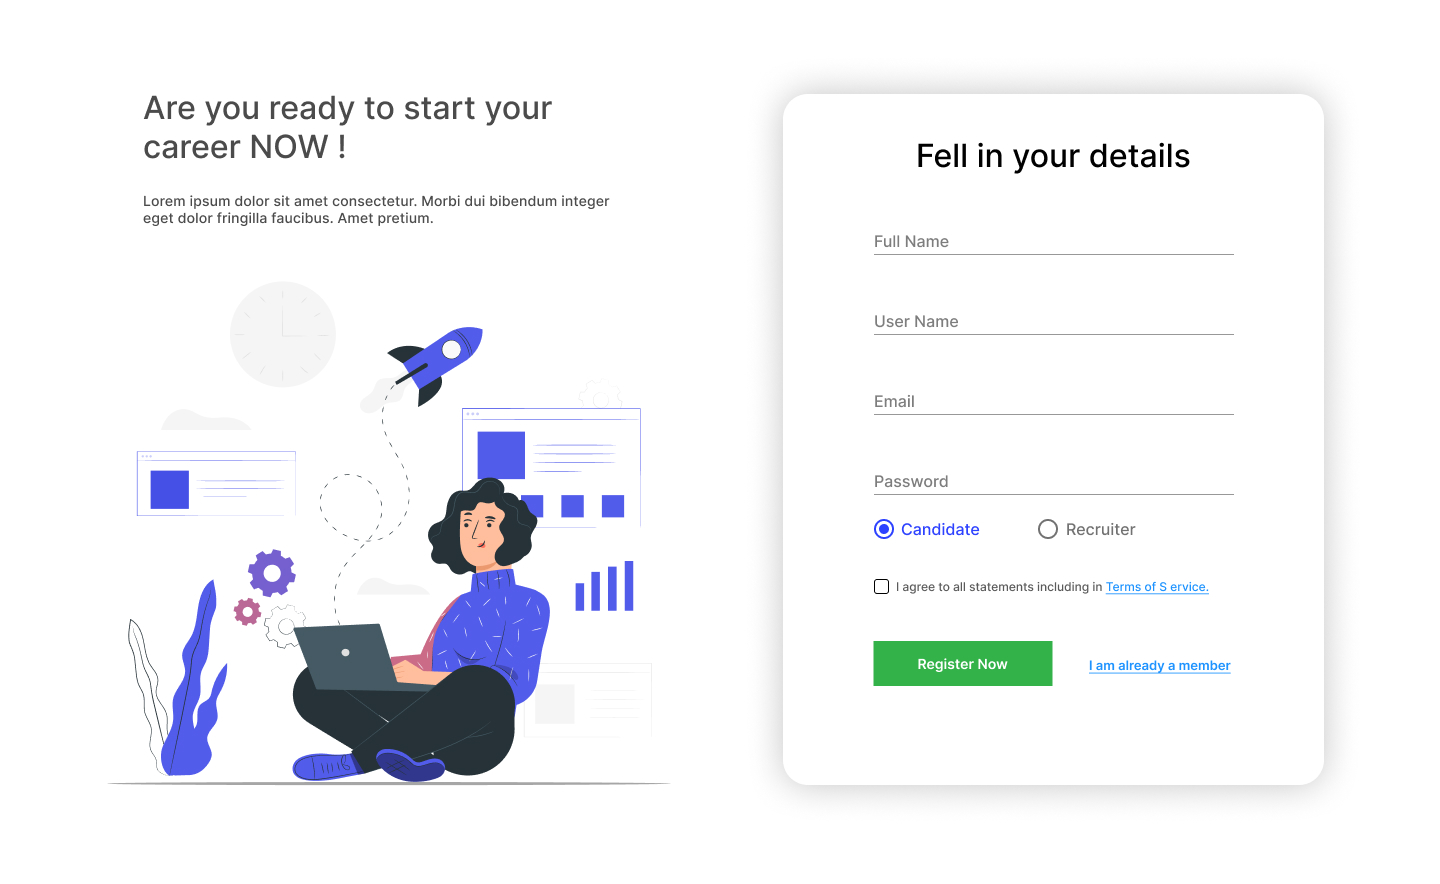 Are you ready to start your
career NOW !
Lorem ipsum dolor sit amet consectetur. Morbi dui bibendum integer
eget dolor fringilla faucibus. Amet pretium.
Fell in your details
Full Name
User Name
Email
Password
Candidate
Recruiter
I agree to all statements including in Terms of S ervice.
Register Now
I am already a member